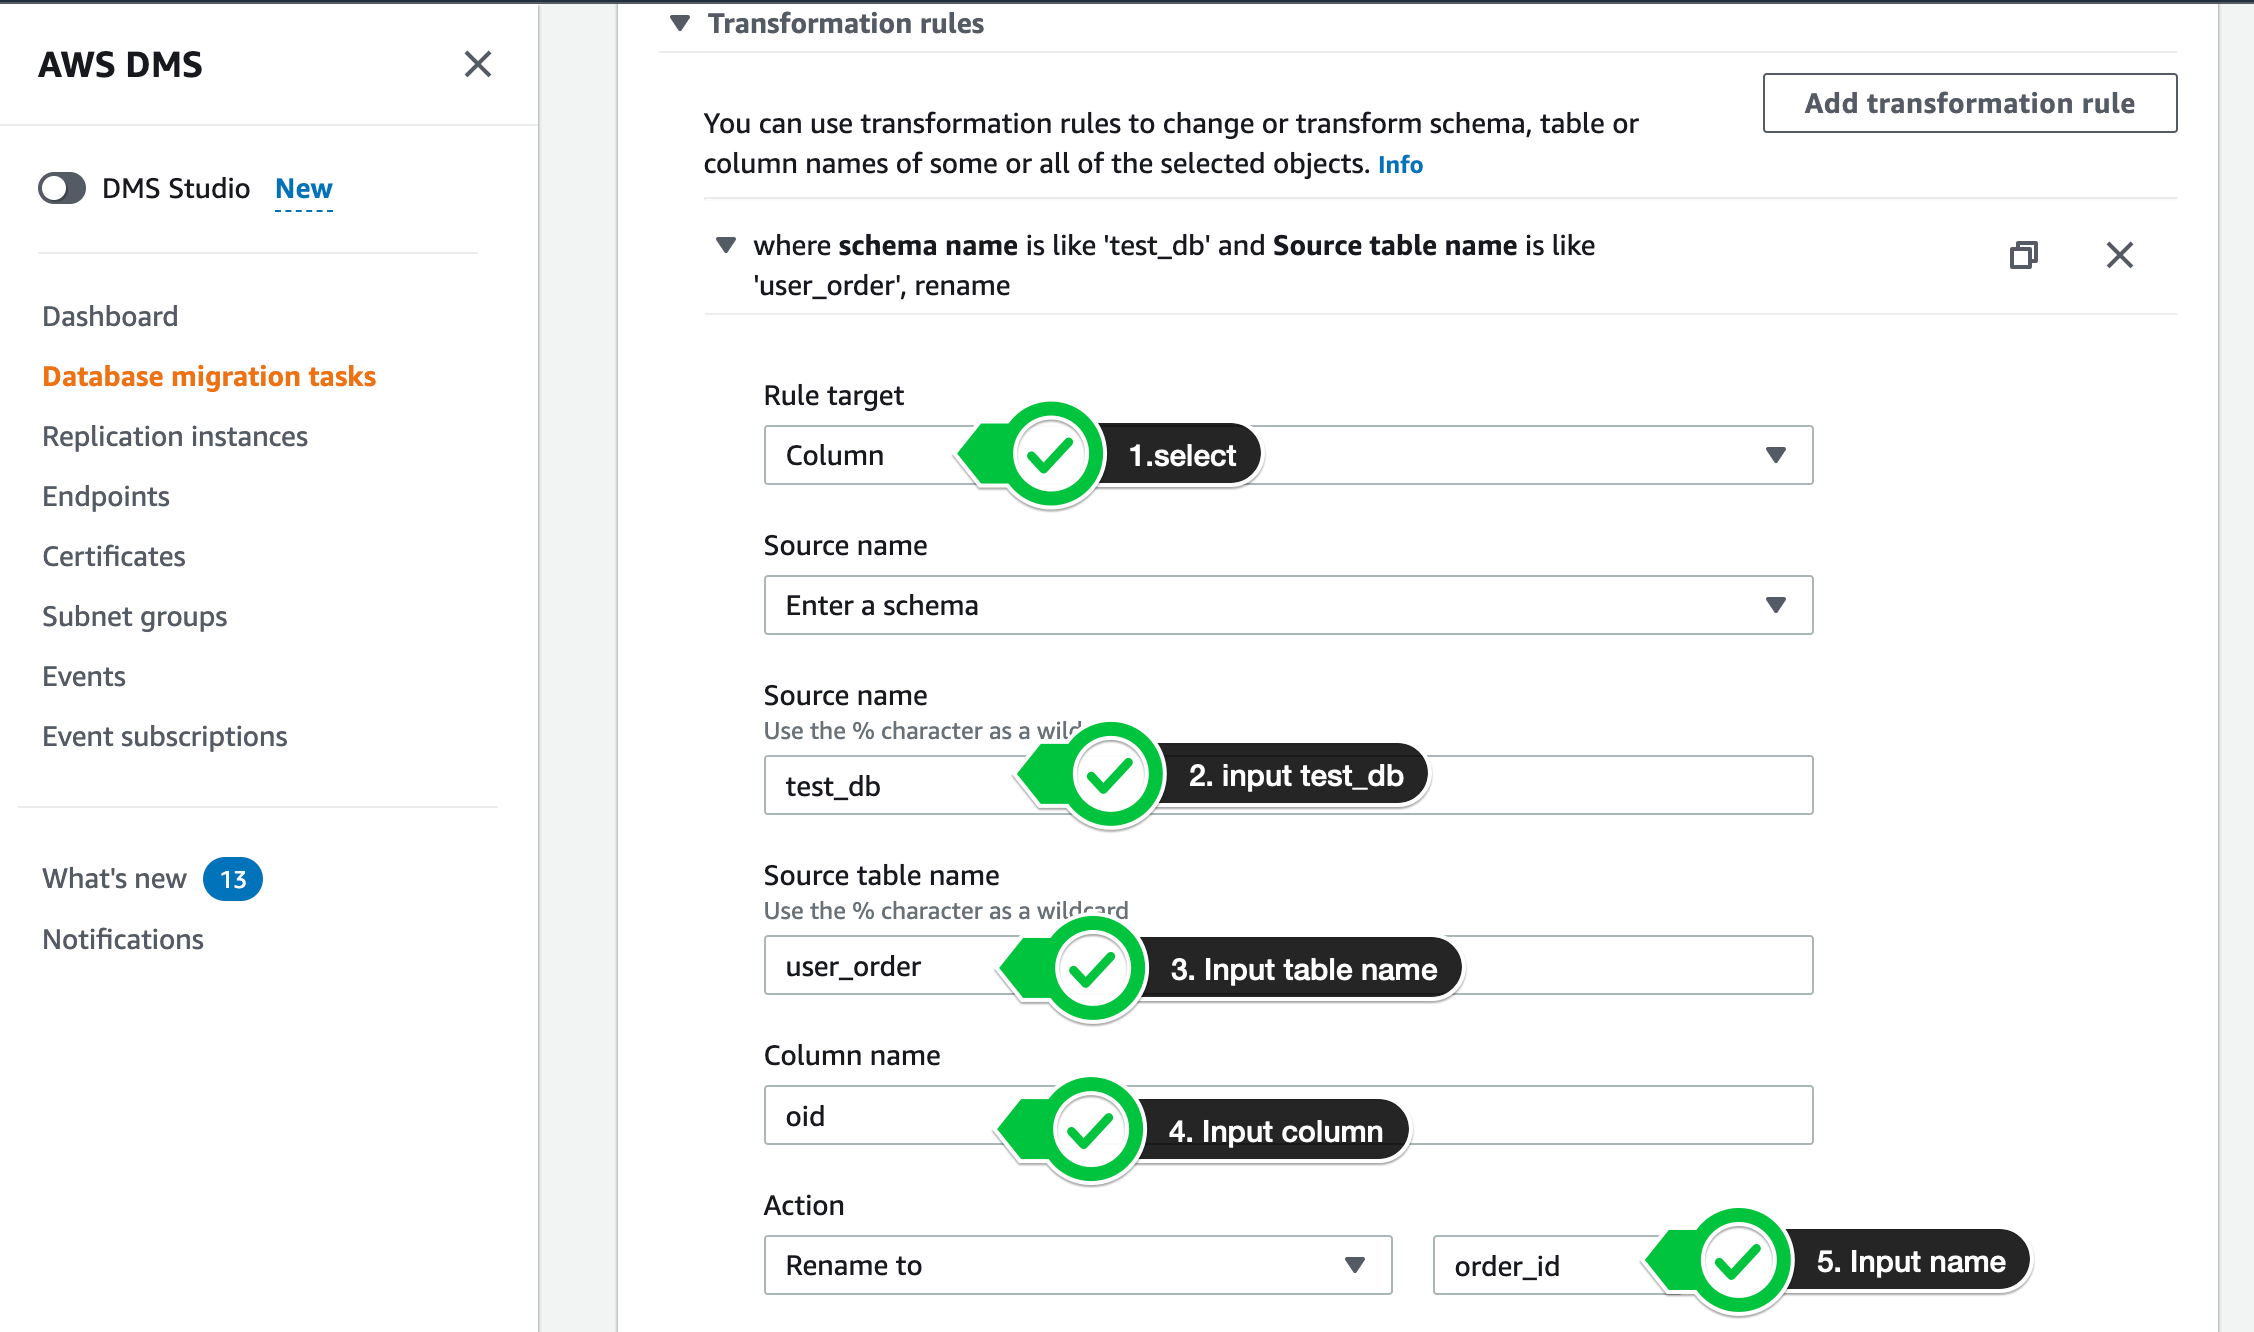 AWS DMS
DMS Studio New
Dashboard
Database migration tasks
Replication instances
Endpoints
Certificates
Subnet groups
Events
Event subscriptions
What's new 13
Notifications
Transformation rules
Add transformation rule
You can use transformation rules to change or transform schema, table or
column names of some or all of the selected objects. Info
where schema name is like 'test_db' and Source table name is like
'user_order', rename
Rule target
Column
1.select
Source name
Enter a schema
Source name
Use the % character as a wild
test_db
2. input test_db
Source table name
Use the % character as a wildcard
user_order
3. Input table name
Column name
oid
4. Input column
Action
Rename to
order_id
5. Input name